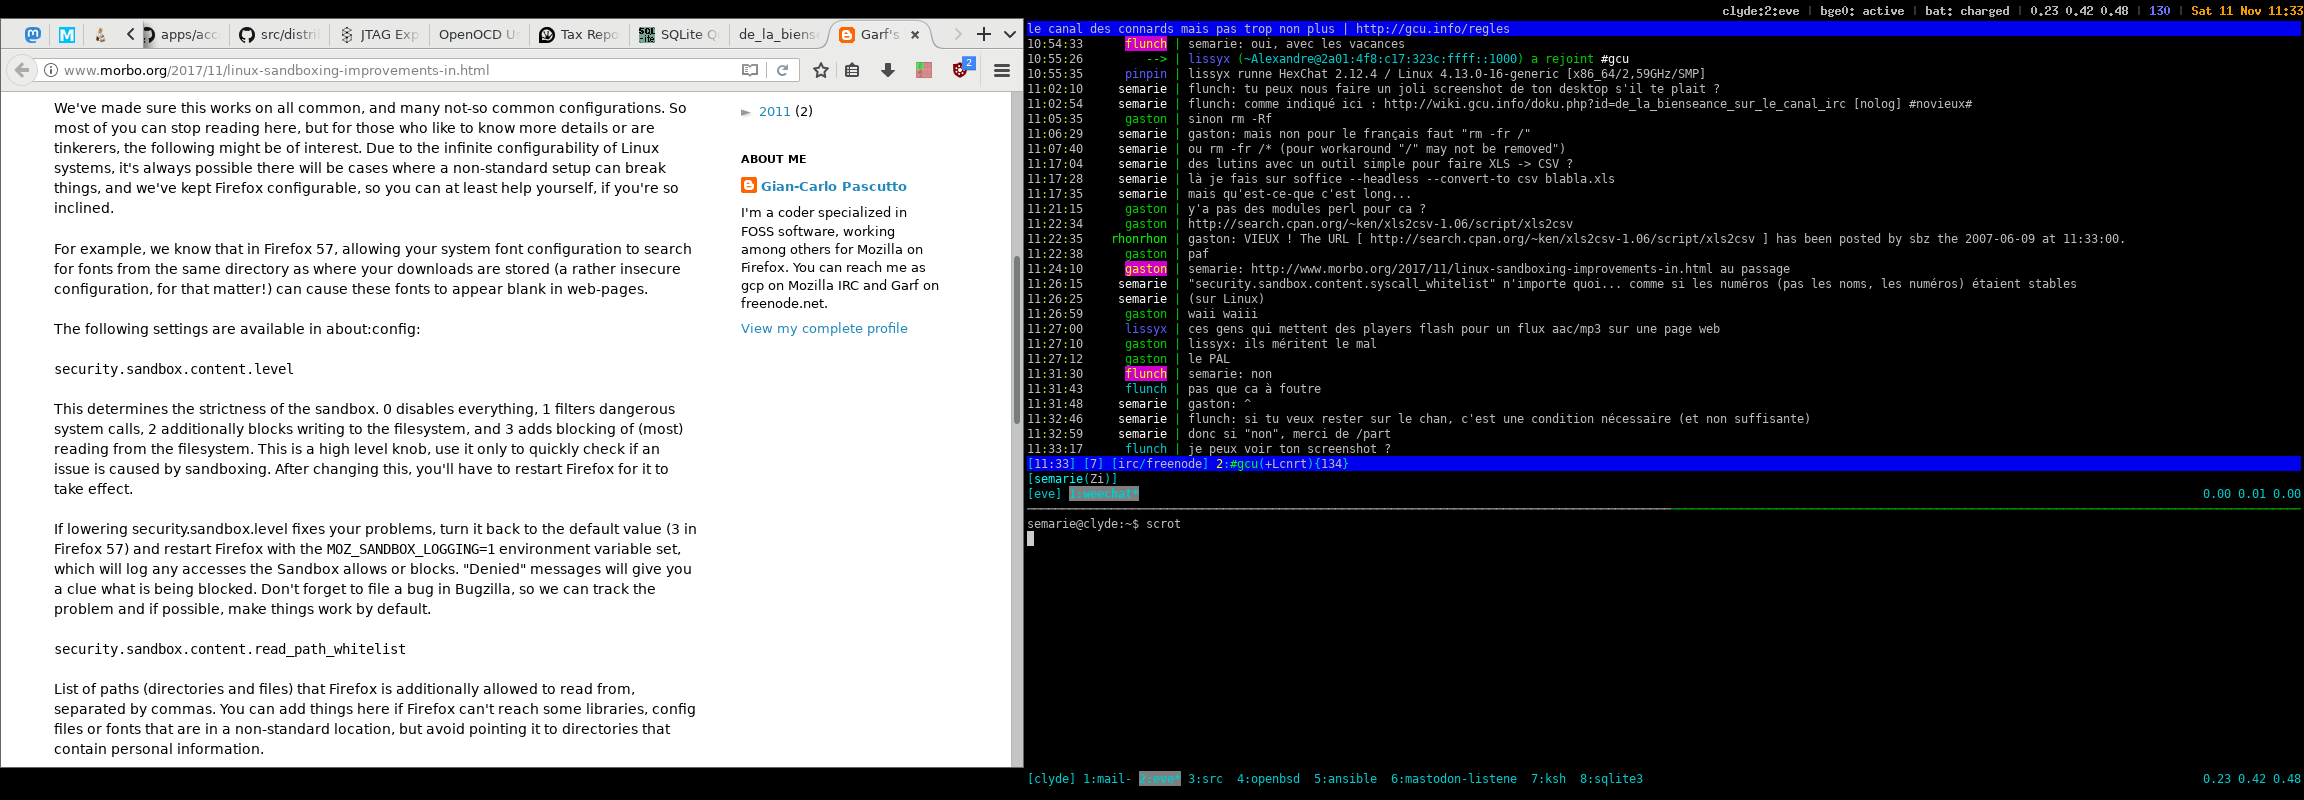 clyde:2:eve | bge0: active | bat: charged | 0.23 0.42 0.48 | 130 | Sat 11 Nov 11:33
apps/acc
src/distri
JTAG Exp
OpenOCD U
Tax Repo
SQLite Q
de_la_biens
Garf's
www.morbo.org/2017/11/linux-sandboxing-improvements-in.html
2
We've made sure this works on all common, and many not-so common configurations. So
most of you can stop reading here, but for those who like to know more details or are
tinkerers, the following might be of interest. Due to the infinite configurability of Linux
systems, it's always possible there will be cases where a non-standard setup can break
things, and we've kept Firefox configurable, so you can at least help yourself, if you're so
inclined.
For example, we know that in Firefox 57, allowing your system font configuration to search
for fonts from the same directory as where your downloads are stored (a rather insecure
configuration, for that matter!) can cause these fonts to appear blank in web-pages.
The following settings are available in about:config:
security.sandbox.content.level
This determines the strictness of the sandbox. 0 disables everything, 1 filters dangerous
system calls, 2 additionally blocks writing to the filesystem, and 3 adds blocking of (most)
reading from the filesystem. This is a high level knob, use it only to quickly check if an
issue is caused by sandboxing. After changing this, you'll have to restart Firefox for it to
take effect.
If lowering security.sandbox.level fixes your problems, turn it back to the default value (3 in
Firefox 57) and restart Firefox with the MOZ_SANDBOX_LOGGING=1 environment variable set,
which will log any accesses the Sandbox allows or blocks. "Denied" messages will give you
a clue what is being blocked. Don't forget to file a bug in Bugzilla, so we can track the
problem and if possible, make things work by default.
security.sandbox.content.read_path_whitelist
List of paths (directories and files) that Firefox is additionally allowed to read from,
separated by commas. You can add things here if Firefox can't reach some libraries, config
files or fonts that are in a non-standard location, but avoid pointing it to directories that
contain personal information.
► 2011 (2)
ABOUT ME
Gian-Carlo Pascutto
I'm a coder specialized in
FOSS software, working
among others for Mozilla on
Firefox. You can reach me as
gcp on Mozilla IRC and Garf on
freenode.net.
View my complete profile
le canal des connards mais pas trop non plus | http://gcu.info/regles
10:54:33 flunch | semarie: oui, avec les vacances
10:55:26 --> | lissyx (~Alexandre@2a01:4f8:c17:323c:ffff::1000) a rejoint #gcu
10:55:35 pinpin | lissyx runne HexChat 2.12.4 / Linux 4.13.0-16-generic [x86_64/2,59GHz/SMP]
11:02:10 semarie | flunch: tu peux nous faire un joli screenshot de ton desktop s'il te plait ?
11:02:54 semarie | flunch: comme indiqué ici : http://wiki.gcu.info/doku.php?id=de_la_bienseance_sur_le_canal_irc [nolog] #novieux#
11:05:35 gaston | sinon rm -Rf
11:06:29 semarie | gaston: mais non pour le français faut "rm -fr /"
11:07:40 semarie | ou rm -fr /* (pour workaround "/" may not be removed")
11:17:04 semarie | des lutins avec un outil simple pour faire XLS -> CSV ?
11:17:28 semarie | là je fais sur soffice --headless --convert-to csv blabla.xls
11:17:35 semarie | mais qu'est-ce-que c'est long...
11:21:15 gaston | y'a pas des modules perl pour ca ?
11:22:34 gaston | http://search.cpan.org/~ken/xls2csv-1.06/script/xls2csv
11:22:35 rhonrhon | gaston: VIEUX ! The URL [ http://search.cpan.org/~ken/xls2csv-1.06/script/xls2csv ] has been posted by sbz the 2007-06-09 at 11:33:00.
11:22:38 gaston | paf
11:24:10 gaston | semarie: http://www.morbo.org/2017/11/linux-sandboxing-improvements-in.html au passage
11:26:15 semarie | "security.sandbox.content.syscall_whitelist" n'importe quoi... comme si les numéros (pas les noms, les numéros) étaient stables
11:26:25 semarie | (sur Linux)
11:26:59 gaston | waii waiii
11:27:00 lissyx | ces gens qui mettent des players flash pour un flux aac/mp3 sur une page web
11:27:10 gaston | lissyx: ils méritent le mal
11:27:12 gaston | le PAL
11:31:30 flunch | semarie: non
11:31:43 flunch | pas que ca à foutre
11:31:48 semarie | gaston: ^
11:32:46 semarie | flunch: si tu veux rester sur le chan, c'est une condition nécessaire (et non suffisante)
11:32:59 semarie | donc si "non", merci de /part
11:33:17 flunch | je peux voir ton screenshot ?
[11:33] [7] [irc/freenode] 2:#gcu(+Lcnrt){134}
[semarie(Zi)]
[eve] 1:weechat* 0.00 0.01 0.00
semarie@clyde:~$ scrot
[clyde] 1:mail- 2:eve* 3:src 4:openbsd 5:ansible 6:mastodon-listene 7:ksh 8:sqlite3 0.23 0.42 0.48